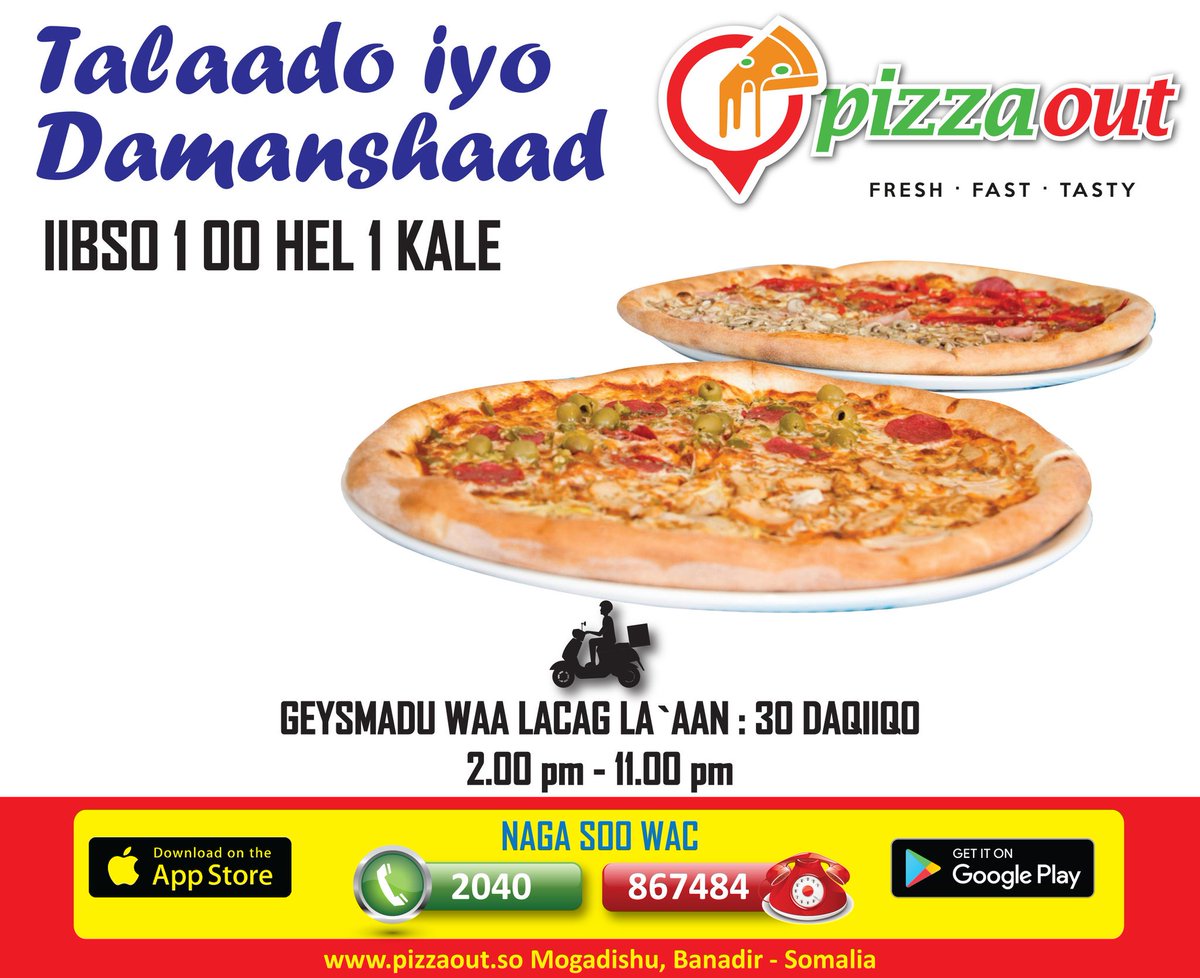 Talaado iyo
Damanshaad
IIBSO 1 OO HEL 1 KALE
pizzaout
FRESH · FAST · TASTY
GEYSMADU WAA LACAG LA`AAN : 30 DAQIIQO
2.00 pm - 11.00 pm
NAGA SOO WAC
Download on the
App Store
2040
867484
GET IT ON
Google Play
www.pizzaout.so Mogadishu, Banadir - Somalia